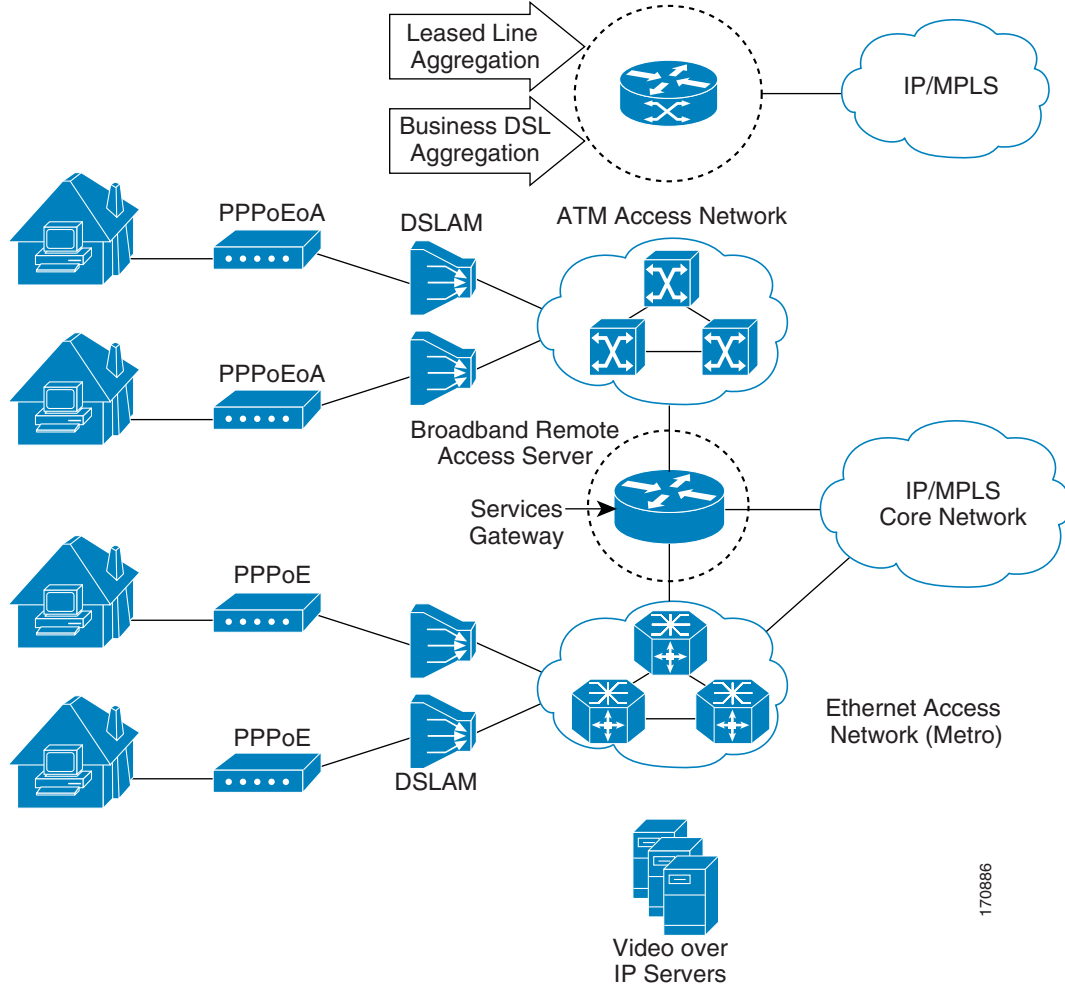 Leased Line
Aggregation
IP/MPLS
Business DSL
Aggregation
PPPoEoA
DSLAM
ATM Access Network
PPPoEoA
Broadband Remote
Access Server
Services
Gateway
IP/MPLS
Core Network
PPPoE
PPPoE
DSLAM
Ethernet Access
Network (Metro)
Video over
IP Servers
170886